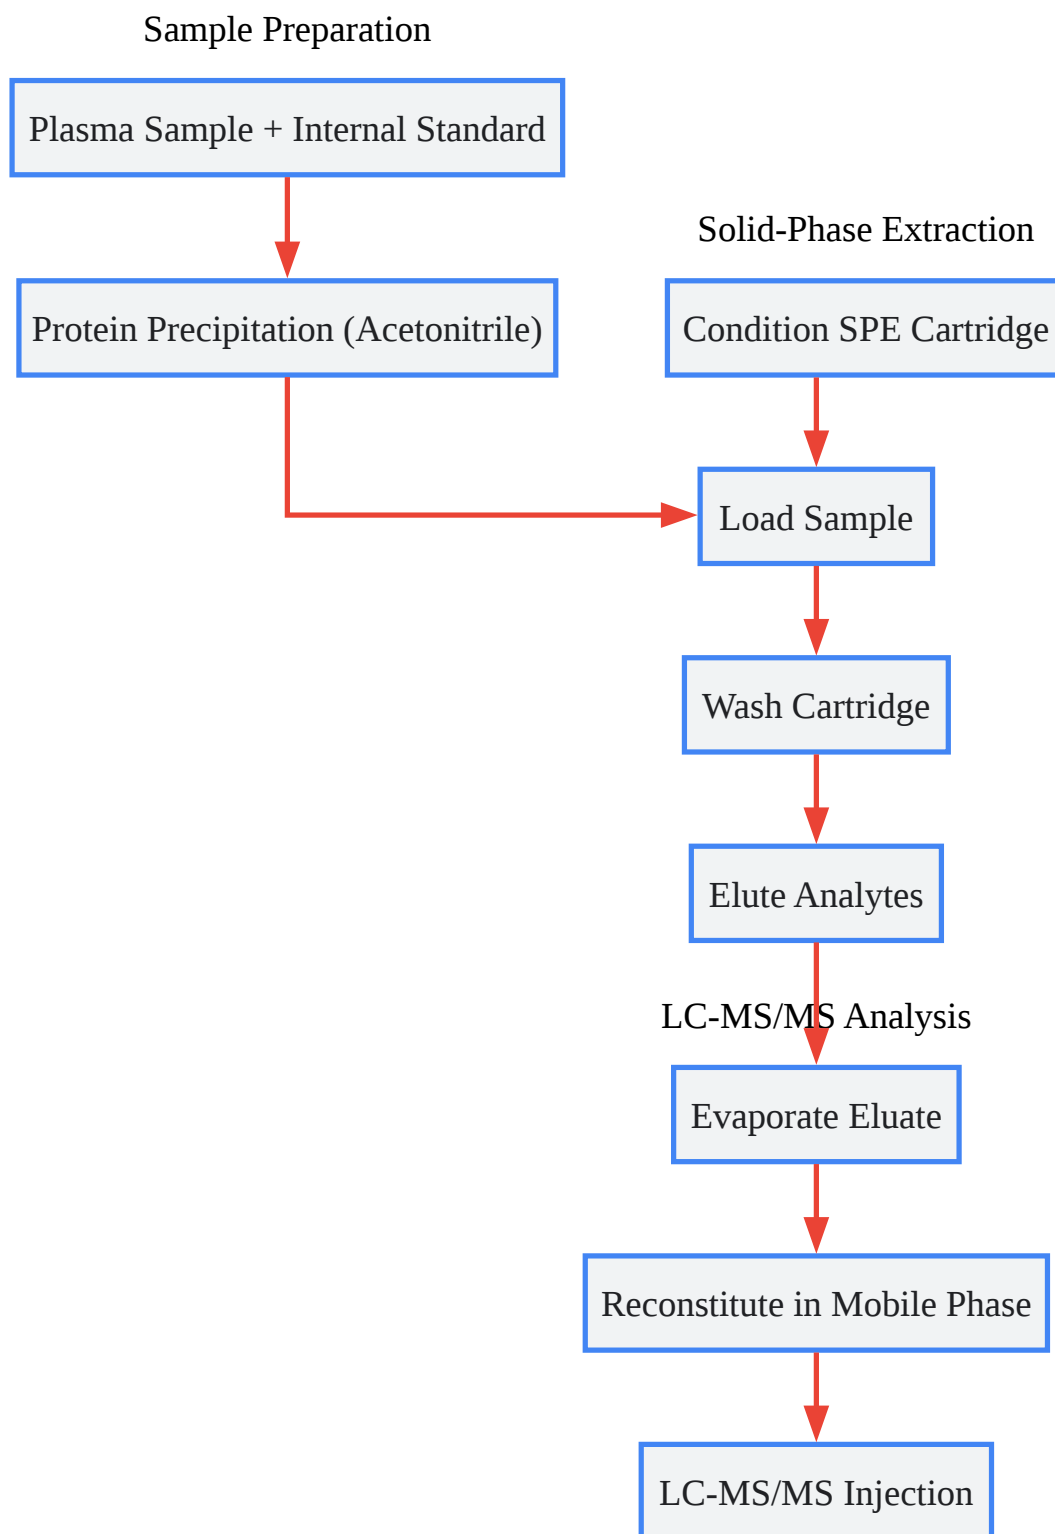 Sample Preparation
Plasma Sample + Internal Standard
Protein Precipitation (Acetonitrile)
Solid-Phase Extraction
Condition SPE Cartridge
Load Sample
Wash Cartridge
Elute Analytes
LC-MS/MS Analysis
Evaporate Eluate
Reconstitute in Mobile Phase
LC-MS/MS Injection